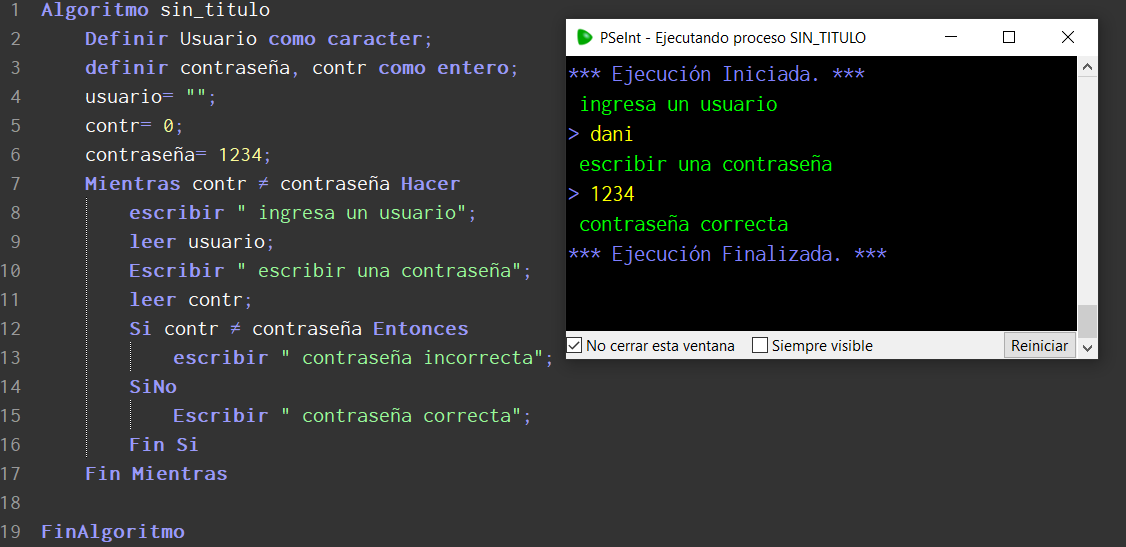 1 Algoritmo sin_titulo
2 Definir Usuario como caracter;
3 definir contraseña, contr como entero;
4 usuario= "";
5 contr= 0;
6 contraseña= 1234;
7 Mientras contr ≠ contraseña Hacer
8 escribir " ingresa un usuario";
9 leer usuario;
10 Escribir " escribir una contraseña";
11 leer contr;
12 Si contr ≠ contraseña Entonces
13 escribir " contraseña incorrecta";
14 SiNo
15 Escribir " contraseña correcta";
16 Fin Si
17 Fin Mientras
18
19 FinAlgoritmo
PSeInt - Ejecutando proceso SIN_TITULO
*** Ejecución Iniciada. ***
ingresa un usuario
> dani
escribir una contraseña
> 1234
contraseña correcta
*** Ejecución Finalizada. ***
No cerrar esta ventana Siempre visible Reiniciar